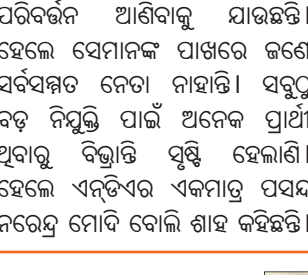 ପରିବର୍ତ୍ତନ ଆଣିବାକୁ ଯାଉଛନ୍ତି।
ହେଲେ ସେମାନଙ୍କ ପାଖରେ ଜଣେ
ସର୍ବସମ୍ମତ ନେତା ନାହାନ୍ତି। ସବୁଠୁ
ବଡ଼ ନିଯୁକ୍ତି ପାଇଁ ଅନେକ ପ୍ରାର୍ଥୀ
ଥିବାରୁ ବିଭ୍ରାନ୍ତି ସୃଷ୍ଟି ହେଲାଣି।
ହେଲେ ଏନ୍‌ଡିଏର ଏକମାତ୍ର ପସନ୍ଦ
ନରେନ୍ଦ୍ର ମୋଦି ବୋଲି ଶାହ କହିଛନ୍ତି।